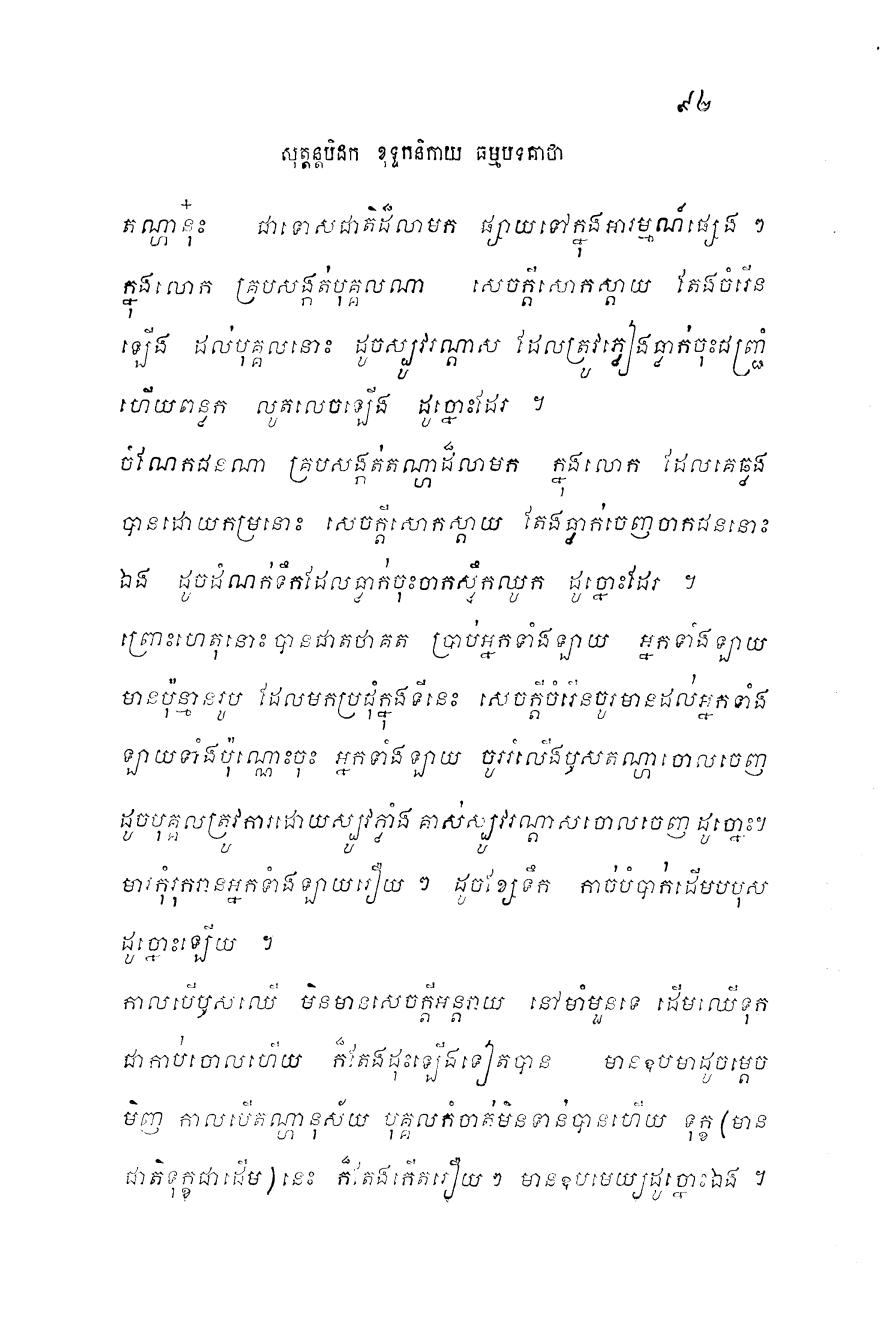 ៩២
សុត្តន្តបិដក ខុទ្ទកនិកាយ ធម្មបទគាថា
តណ្ហានុ៎ះ ជាទោសជាតិដ៏លាមក ផ្សាយទៅក្នុងអារម្មណ៍ផ្សេង ៗ
ក្នុងលោក គ្របសង្កត់បុគ្គលណា សេចក្តីសោកស្តាយ តែងចំរើន
ឡើង ដល់បុគ្គលនោះ ដូចស្បូវរណ្តាស ដែលត្រូវភ្លៀងធ្លាក់ចុះជញ្ជ្រាំ
ហើយពន្លក លូតលេចឡើង ដូច្នោះដែរ ។
ចំណែកជនណា គ្របសង្កត់តណ្ហាដ៏លាមក ក្នុងលោក ដែលគេឆ្លង
បានដោយកម្រនោះ សេចក្តីសោកស្តាយ តែងធ្លាក់ចេញចាកជននោះ
ឯង ដូចដំណក់ទឹកដែលធ្លាក់ចុះចាកស្លឹកឈូក ដូច្នោះដែរ ។
ព្រោះហេតុនោះ បានជាតថាគត ប្រាប់អ្នកទាំងឡាយ អ្នកទាំងឡាយ
មានប៉ុន្មានរូប ដែលមកប្រជុំក្នុងទីនេះ សេចក្តីចំរើនចូរមានដល់អ្នកទាំង
ឡាយទាំងប៉ុណ្ណោះចុះ អ្នកទាំងឡាយ ចូររំលើងឫសតណ្ហាចោលចេញ
ដូចបុគ្គលត្រូវការដោយស្បូវភ្លាំង គាស់ស្បូវរណ្តាសចោលចេញ ដូច្នោះ។
មារកុំរុករានអ្នកទាំងឡាយរឿយ ៗ ដូចខ្សែទឹក កាច់បំបាក់ដើមបបុស
ដូច្នោះឡើយ ។
កាលបើឫសឈើ មិនមានសេចក្តីអន្តរាយ នៅមាំមួនទេ ដើមឈើទុក
ជាកាប់ចោលហើយ ក៏តែងដុះឡើងទៀតបាន មានឧបមាដូចម្តេច
មិញ កាលបើតណ្ហានុស័យ បុគ្គលកំចាត់មិនទាន់បានហើយ ទុក្ខ (មាន
ជាតិទុក្ខជាដើម) នេះ ក៏តែងកើតរឿយ ៗ មានឧបមេយ្យដូច្នោះឯង ។